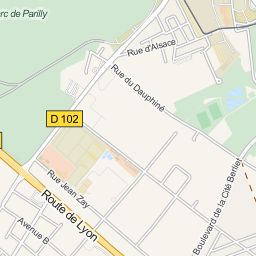 rc de Parilly
Rue d'Alsace
Rue du Dauphiné
D 102
Rue Jean Zay
Route de Lyon
Avenue B
Boulevard de la Cité Berliet